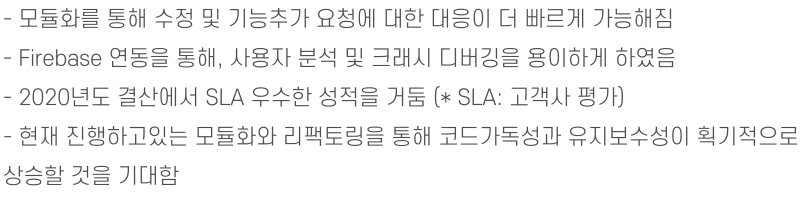 - 모듈화를 통해 수정 및 기능추가 요청에 대한 대응이 더 빠르게 가능해짐
- Firebase 연동을 통해, 사용자 분석 및 크래시 디버깅을 용이하게 하였음
- 2020년도 결산에서 SLA 우수한 성적을 거둠 (* SLA: 고객사 평가)
- 현재 진행하고있는 모듈화와 리팩토링을 통해 코드가독성과 유지보수성이 획기적으로
상승할 것을 기대함